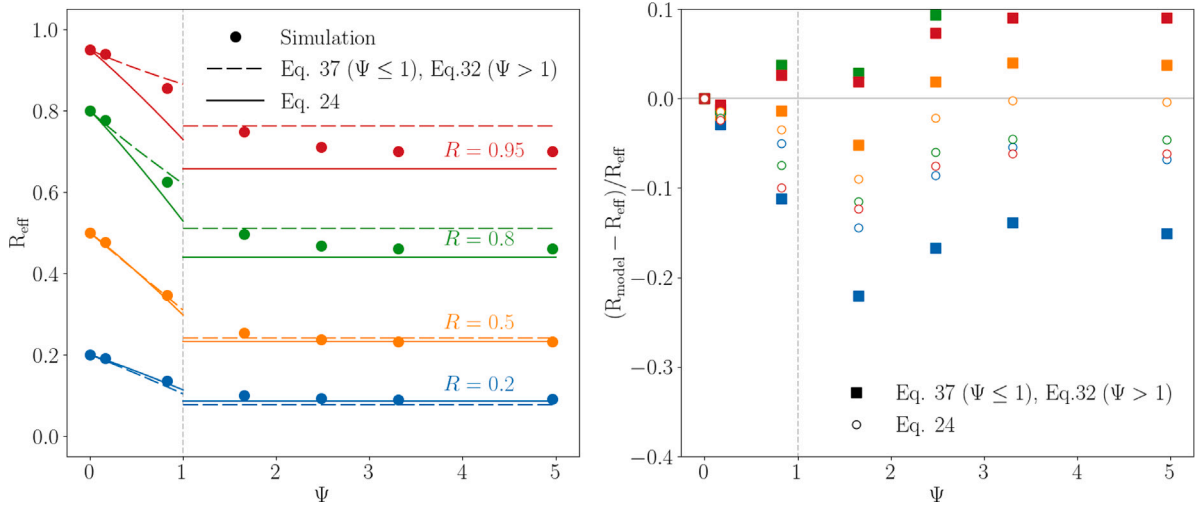 1.0
0.8
0.6
0.4
0.2
0.0
R_eff
Simulation
Eq. 37 (Ψ ≤ 1), Eq.32 (Ψ > 1)
Eq. 24
R = 0.95
R = 0.8
R = 0.5
R = 0.2
0 1 2 3 4 5
Ψ
0.1
0.0
−0.1
−0.2
−0.3
−0.4
(R_model − R_eff)/R_eff
Eq. 37 (Ψ ≤ 1), Eq.32 (Ψ > 1)
Eq. 24
0 1 2 3 4 5
Ψ